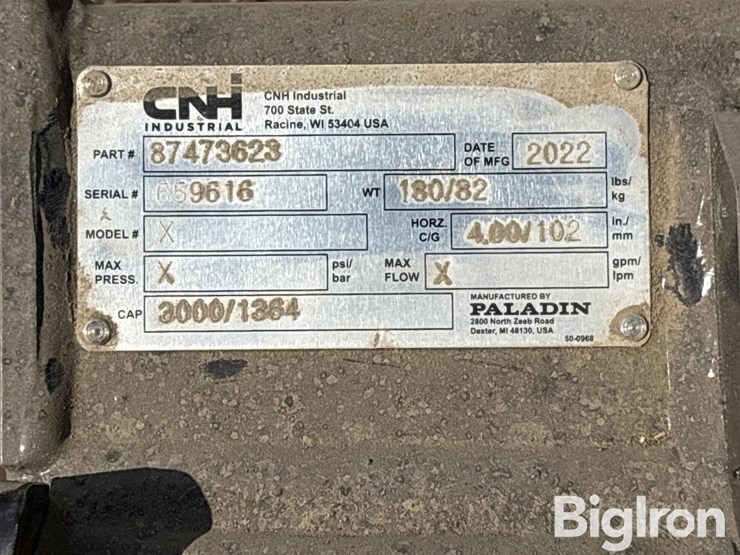 CNH
INDUSTRIAL
CNH Industrial
700 State St.
Racine, WI 53404 USA
PART # 87473623 DATE OF MFG 2022
SERIAL # 659616 WT 180/82 lbs/ kg
MODEL # X HORZ. C/G 4.00/102 in./ mm
MAX PRESS. X psi/ bar MAX FLOW X gpm/ lpm
CAP 3000/1364
MANUFACTURED BY
PALADIN
2800 North Zeeb Road
Dexter, MI 48130, USA
50-0968
BigIron